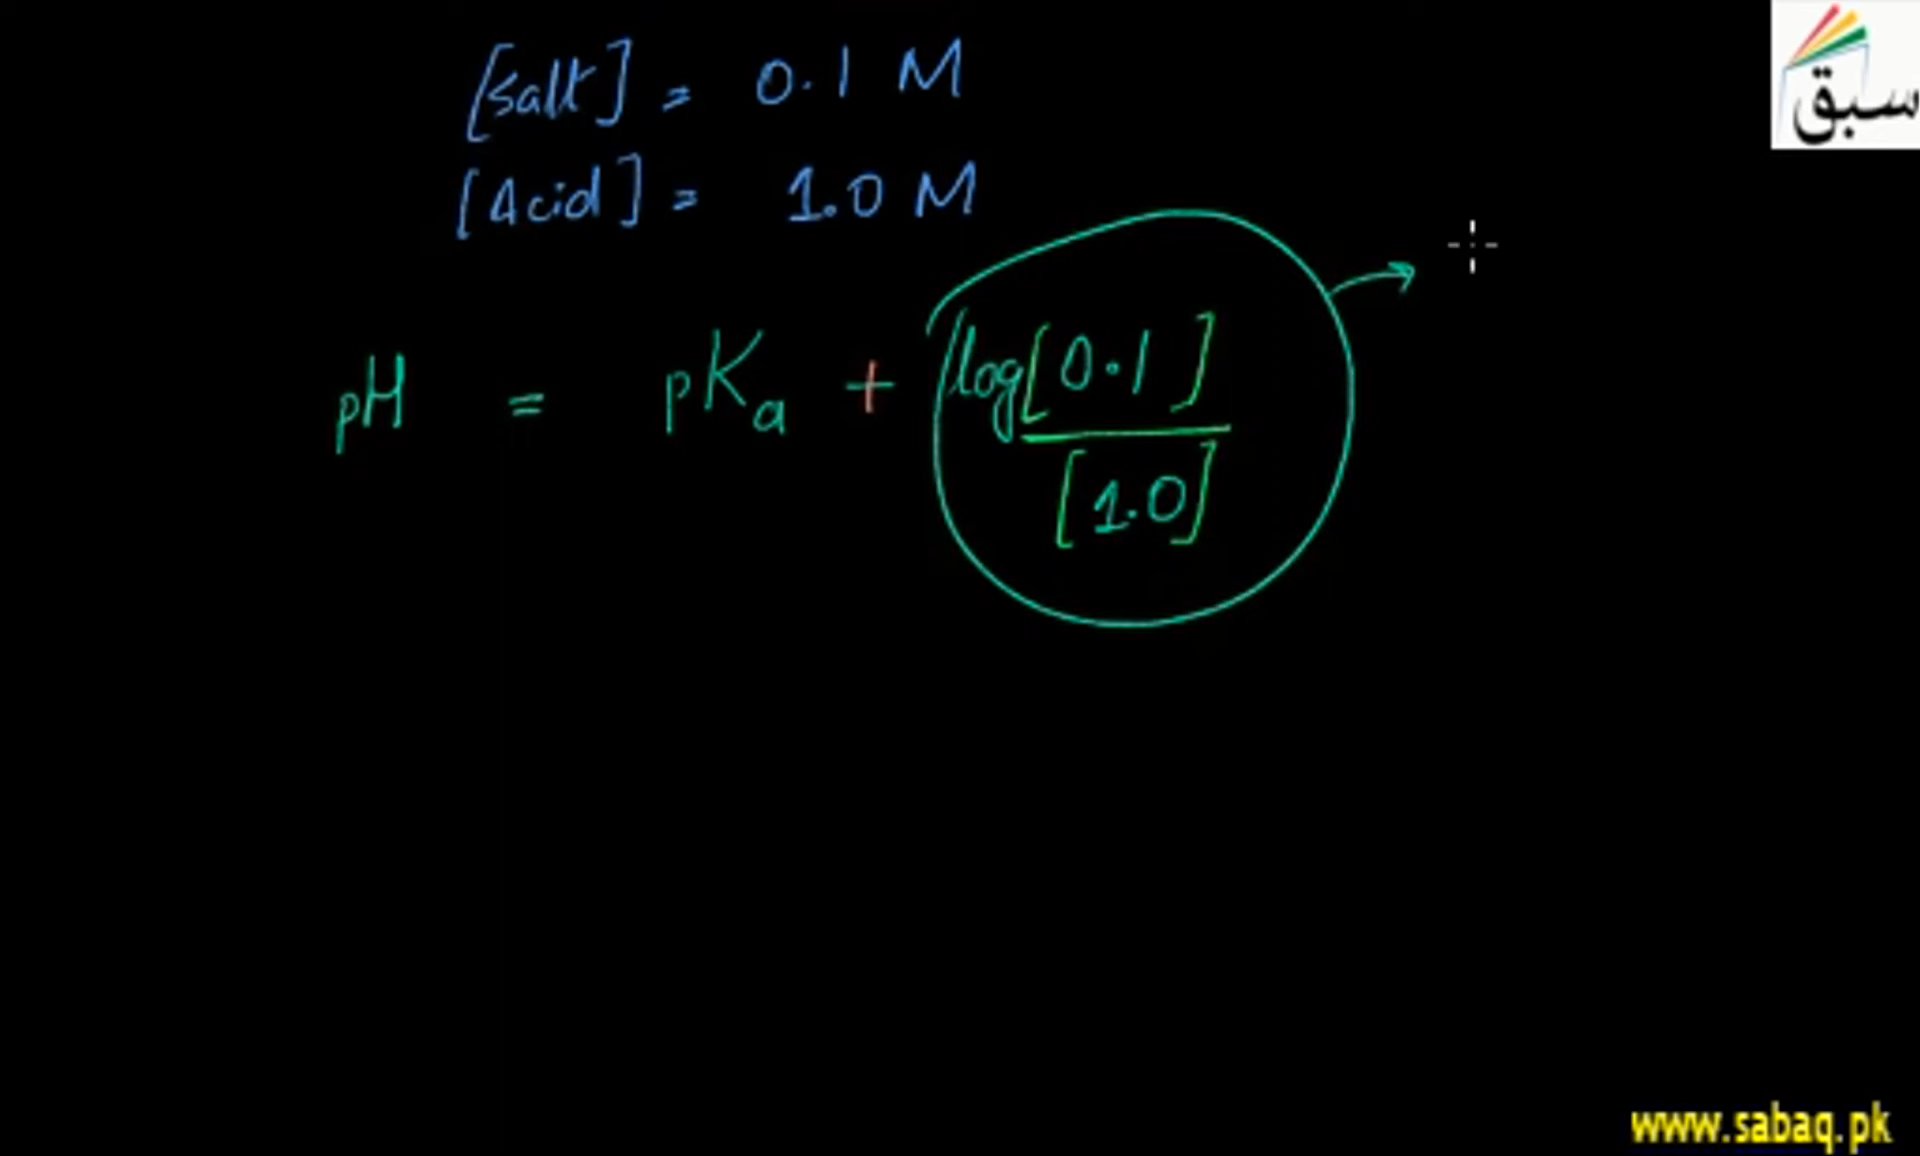 [Salt] = 0.1 M
سبق
[Acid] = 1.0 M
pH = pKa + log [0.1]
[1.0]
www.sabaq.pk